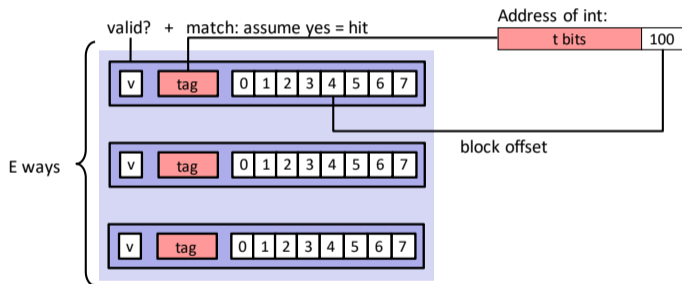 Address of int:
valid? + match: assume yes = hit
t bits 100
v tag 0 1 2 3 4 5 6 7
block offset
E ways
v tag 0 1 2 3 4 5 6 7
v tag 0 1 2 3 4 5 6 7